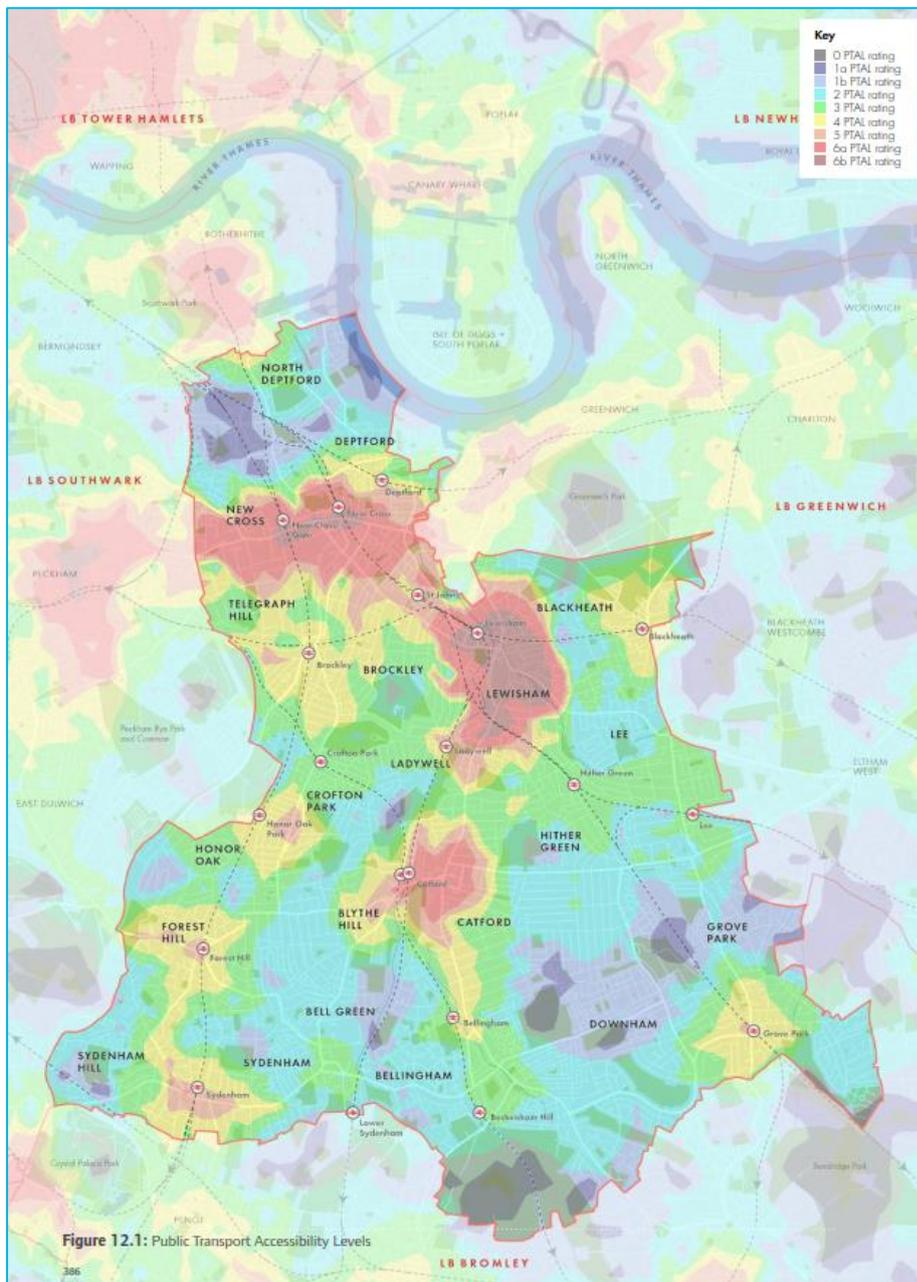 Key
0 PTAL rating
1a PTAL rating
1b PTAL rating
2 PTAL rating
3 PTAL rating
4 PTAL rating
5 PTAL rating
6a PTAL rating
6b PTAL rating
LB TOWER HAMLETS
POPLAR
LB NEWH
ROYAL
WAPPING
RIVER THAMES
RIVER THAMES
CANARY WHARF
ROTHERHITHE
NORTH
GREENWICH
Southwark Park
WOOLWICH
BERMONDSEY
ISLE OF DOGS +
SOUTH POPLAR
NORTH
DEPTFORD
GREENWICH
CHARLTON
DEPTFORD
LB SOUTHWARK
Deptford
Greenwich Park
LB GREENWICH
NEW
CROSS
New Cross
New Cross
Gate
PECKHAM
St Johns
TELEGRAPH
HILL
BLACKHEATH
Lewisham
Blackheath
BLACKHEATH
WESTCOMBE
Brockley
BROCKLEY
LEWISHAM
Peckham Rye Park
and Common
LEE
Ladywell
Crofton Park
LADYWELL
ELTHAM
WEST
Hither Green
CROFTON
PARK
EAST DULWICH
Honor Oak
Park
Lee
HITHER
GREEN
HONOR
OAK
Catford
BLYTHE
HILL
CATFORD
GROVE
PARK
FOREST
HILL
Forest Hill
BELL GREEN
Bellingham
DOWNHAM
Grove Park
SYDENHAM
HILL
SYDENHAM
BELLINGHAM
Sydenham
Lower
Sydenham
Beckenham Hill
Crystal Palace Park
Sundridge Park
PENGE
Figure 12.1: Public Transport Accessibility Levels
LB BROMLEY
386